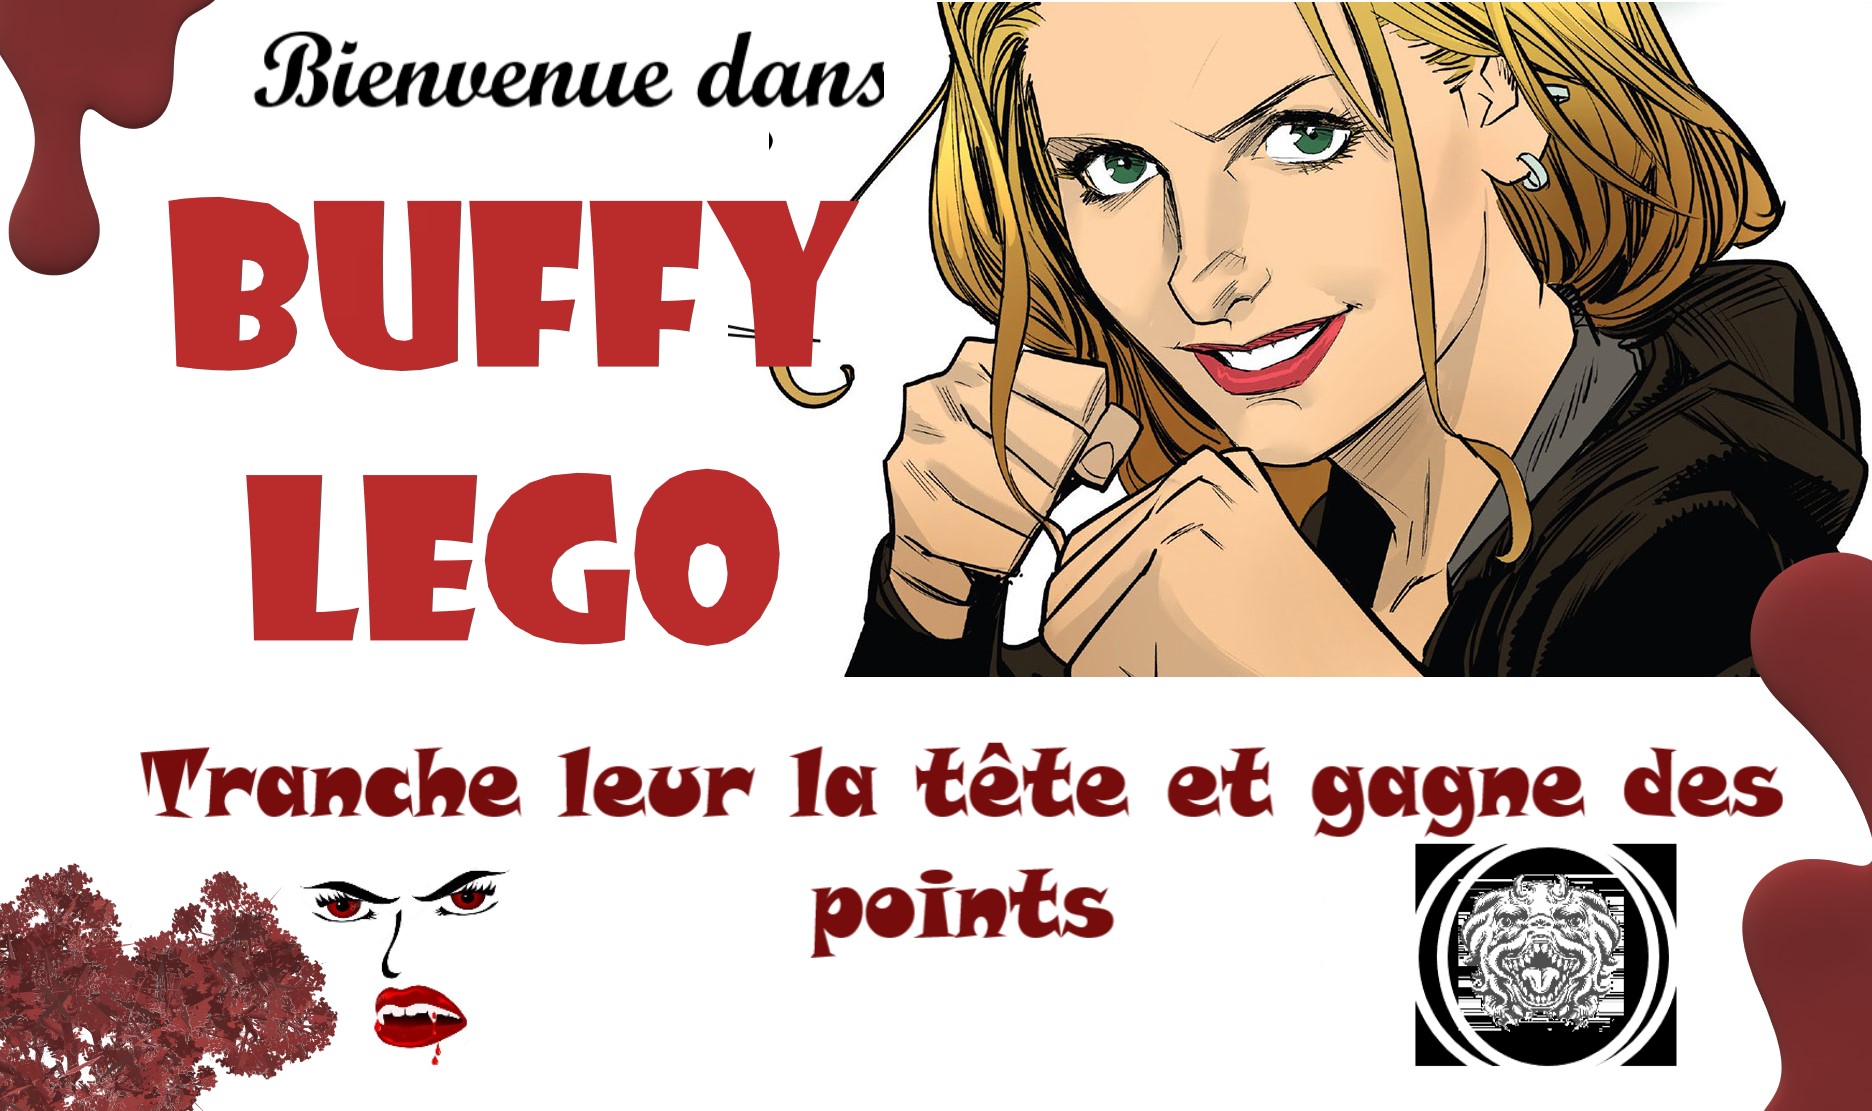 Bienvenue dans
BUFFY
LEGO
Tranche leur la tête et gagne des
points